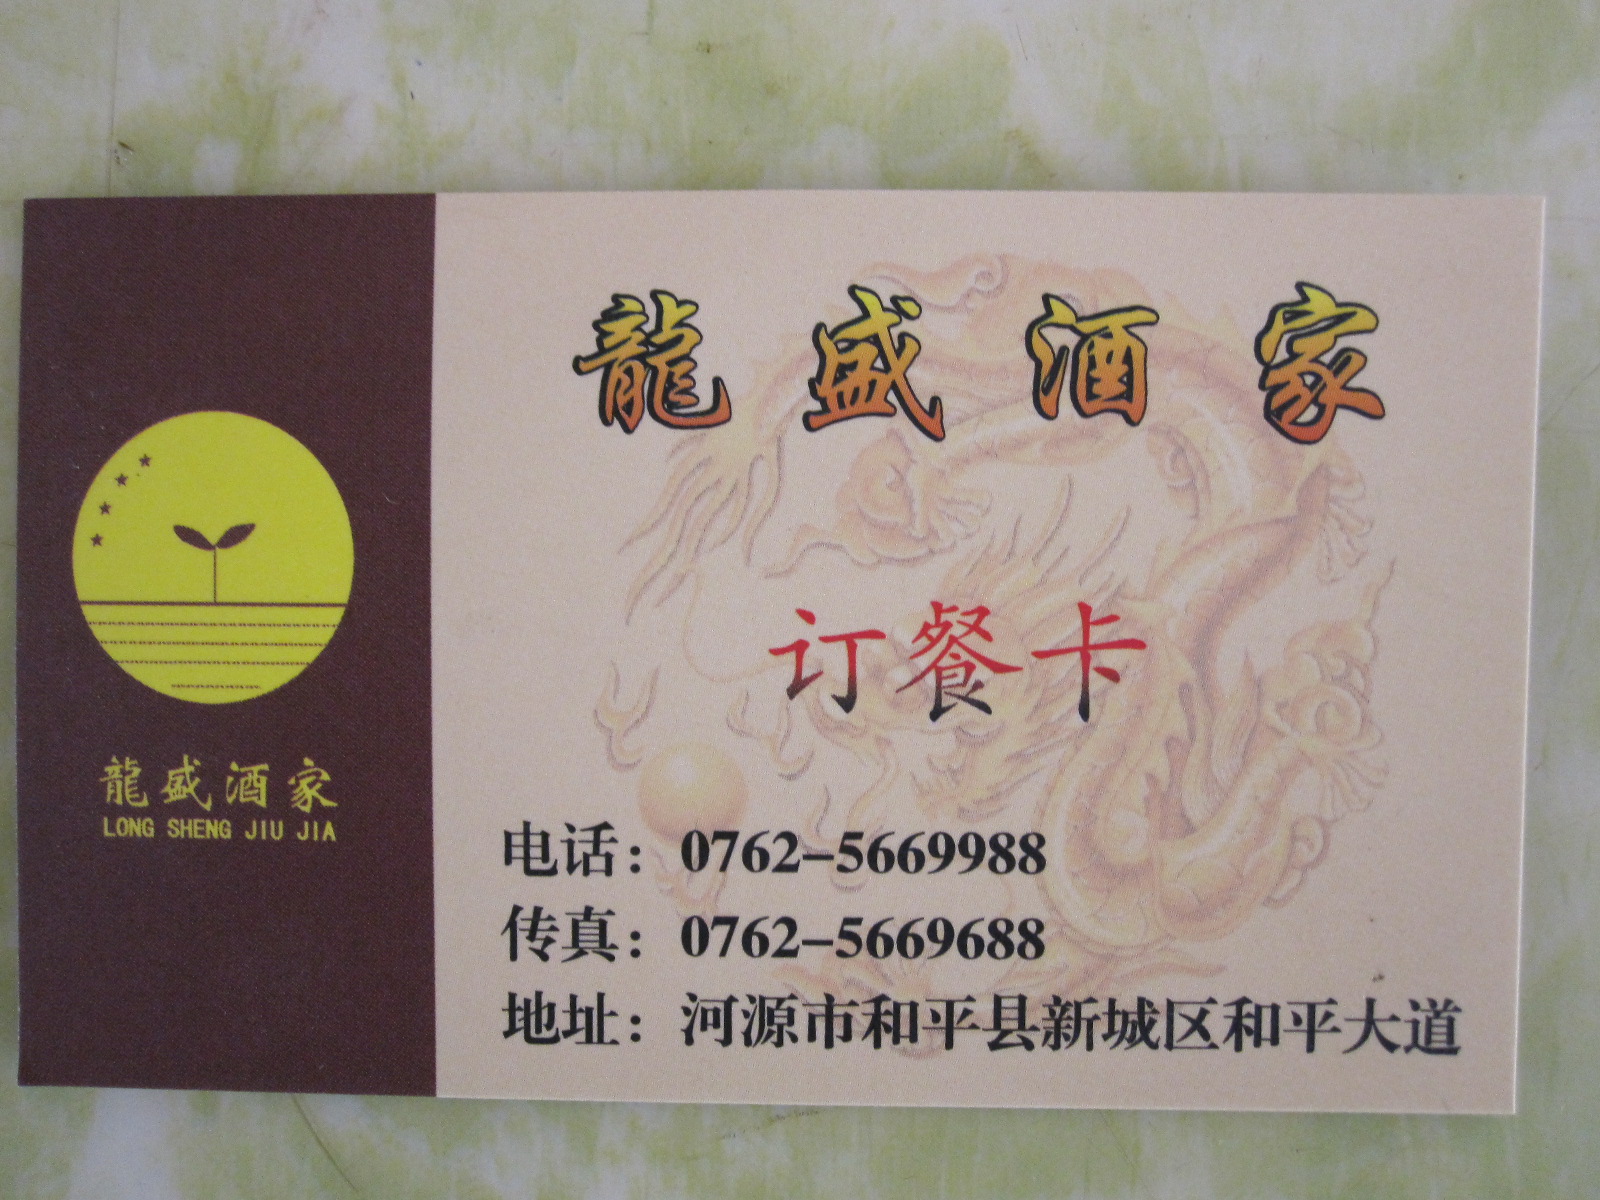 龍盛酒家
LONG SHENG JIU JIA
龍盛酒家
订餐卡
电话：0762-5669988
传真：0762-5669688
地址：河源市和平县新城区和平大道